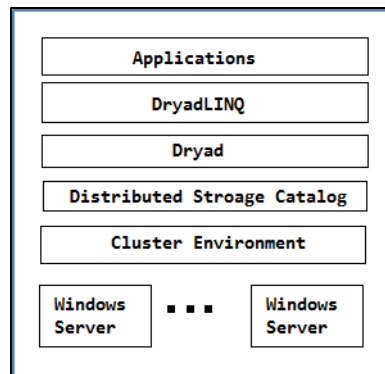 Applications
DryadLINQ
Dryad
Distributed Stroage Catalog
Cluster Environment
Windows Server
...
Windows Server